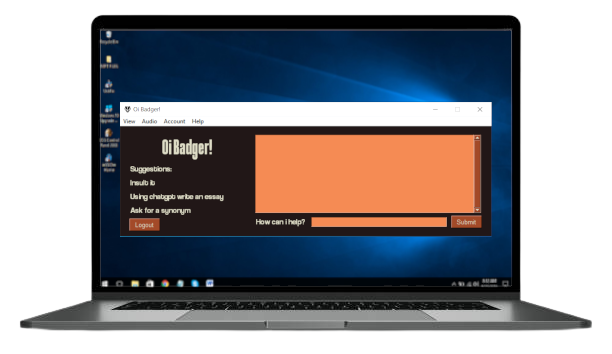 Oi Badger!
View Audio Account Help
Oi Badger!
Suggestions:
Insult it
Using chatgpt write an essay
Ask for a synonym
Logout
How can i help?
Submit